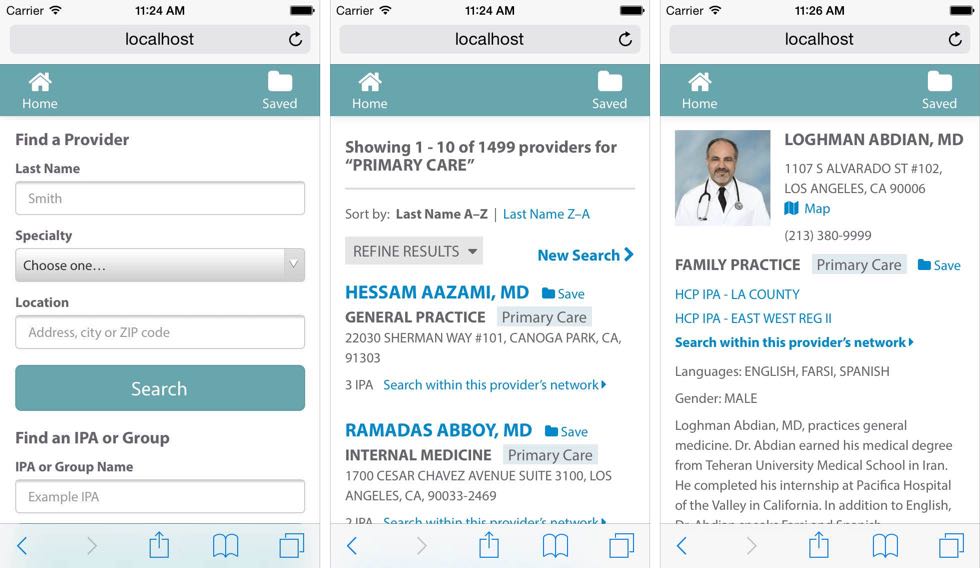 Carrier 11:24 AM
localhost
Home Saved
Find a Provider
Last Name
Smith
Specialty
Choose one...
Location
Address, city or ZIP code
Search
Find an IPA or Group
IPA or Group Name
Example IPA
Carrier 11:24 AM
localhost
Home Saved
Showing 1 - 10 of 1499 providers for
“PRIMARY CARE”
Sort by: Last Name A–Z | Last Name Z–A
REFINE RESULTS New Search
HESSAM AAZAMI, MD Save
GENERAL PRACTICE Primary Care
22030 SHERMAN WAY #101, CANOGA PARK, CA,
91303
3 IPA Search within this provider’s network
RAMADAS ABBOY, MD Save
INTERNAL MEDICINE Primary Care
1700 CESAR CHAVEZ AVENUE SUITE 3100, LOS
ANGELES, CA, 90033-2469
2 IPA Search within this provider’s network
Carrier 11:26 AM
localhost
Home Saved
LOGHMAN ABDIAN, MD
1107 S ALVARADO ST #102,
LOS ANGELES, CA 90006
Map
(213) 380-9999
FAMILY PRACTICE Primary Care Save
HCP IPA - LA COUNTY
HCP IPA - EAST WEST REG II
Search within this provider’s network
Languages: ENGLISH, FARSI, SPANISH
Gender: MALE
Loghman Abdian, MD, practices general
medicine. Dr. Abdian earned his medical degree
from Teheran University Medical School in Iran.
He completed his internship at Pacifica Hospital
of the Valley in California. In addition to English,
Dr. Abdian speaks Farsi and Spanish.